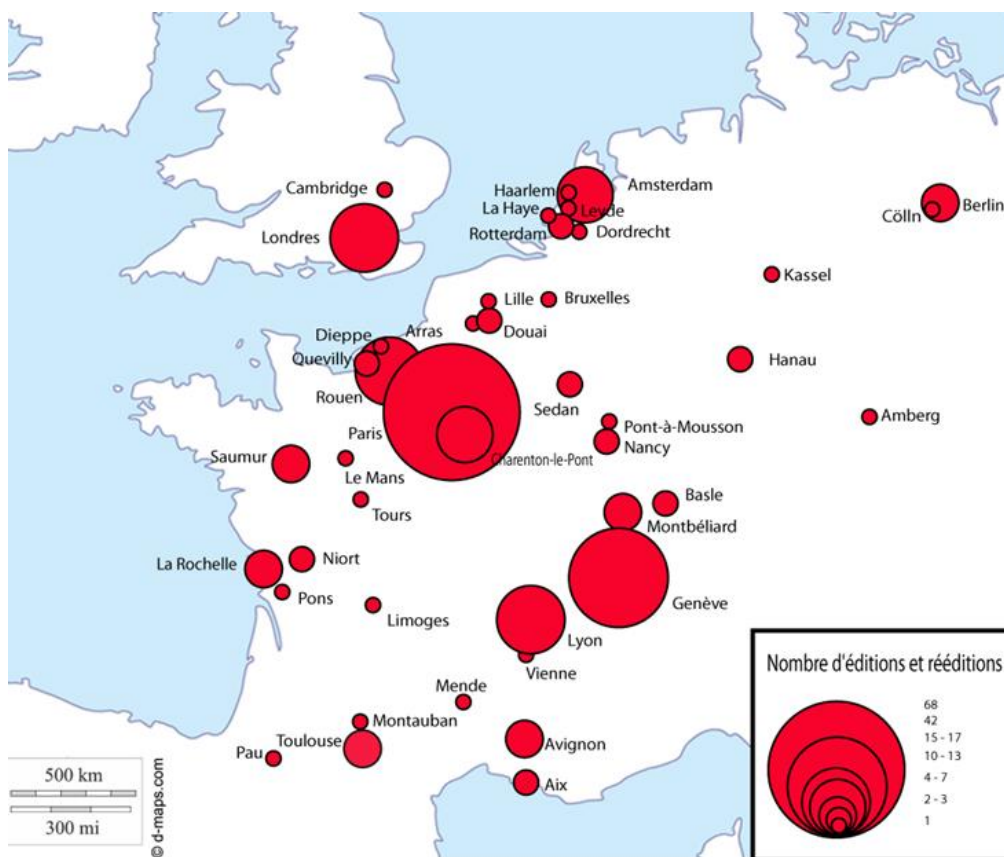 Cambridge
Londres
Haarlem
Amsterdam
La Haye
Leyde
Rotterdam
Dordrecht
Berlin
Cölln
Kassel
Lille
Bruxelles
Dieppe
Arras
Douai
Quevilly
Hanau
Rouen
Sedan
Amberg
Paris
Pont-à-Mousson
Nancy
Saumur
Charenton-le-Pont
Le Mans
Tours
Basle
Montbéliard
La Rochelle
Niort
Pons
Genève
Limoges
Lyon
Vienne
Mende
Montauban
Toulouse
Avignon
Pau
Aix
Nombre d'éditions et rééditions
68
42
15 - 17
10 - 13
4 - 7
2 - 3
1
500 km
300 mi
© d-maps.com